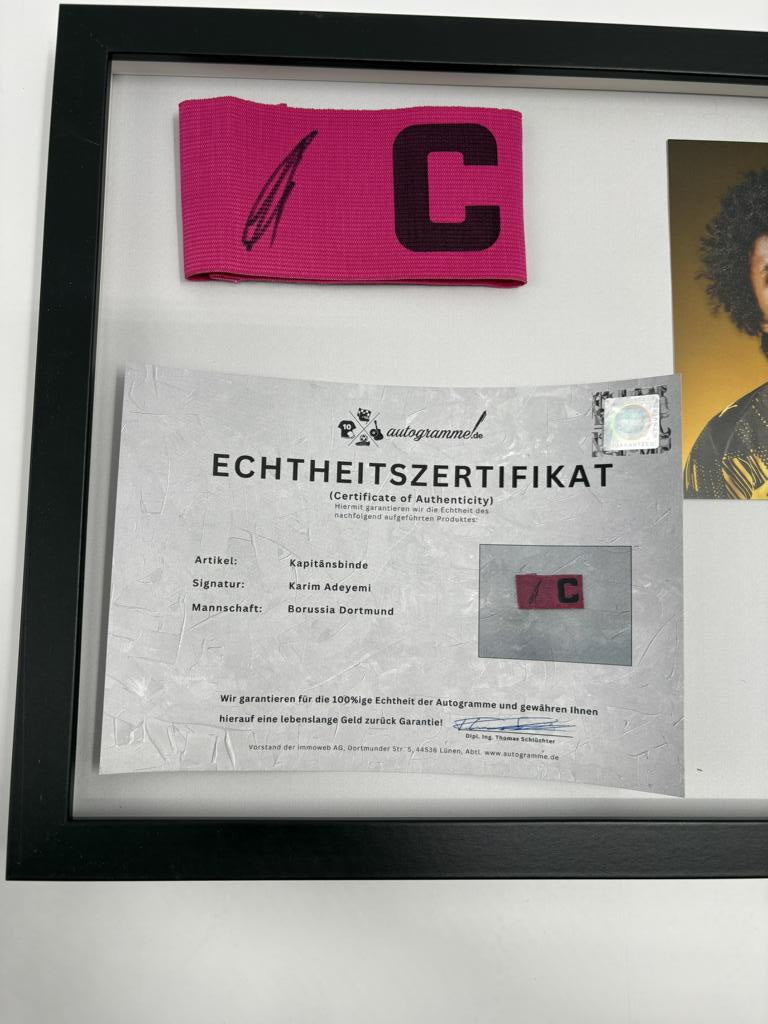 C
10
autogramme.de
ECHTHEITSZERTIFIKAT
(Certificate of Authenticity)
Hiermit garantieren wir die Echtheit des
nachfolgend aufgeführten Produktes:
Artikel: Kapitänsbinde
Signatur: Karim Adeyemi
Mannschaft: Borussia Dortmund
C
Wir garantieren für die 100%ige Echtheit der Autogramme und gewähren Ihnen
hierauf eine lebenslange Geld zurück Garantie!
Dipl. Ing. Thomas Schlüchter
Vorstand der immoweb AG, Dortmunder Str. 5, 44536 Lünen, Abtl. www.autogramme.de